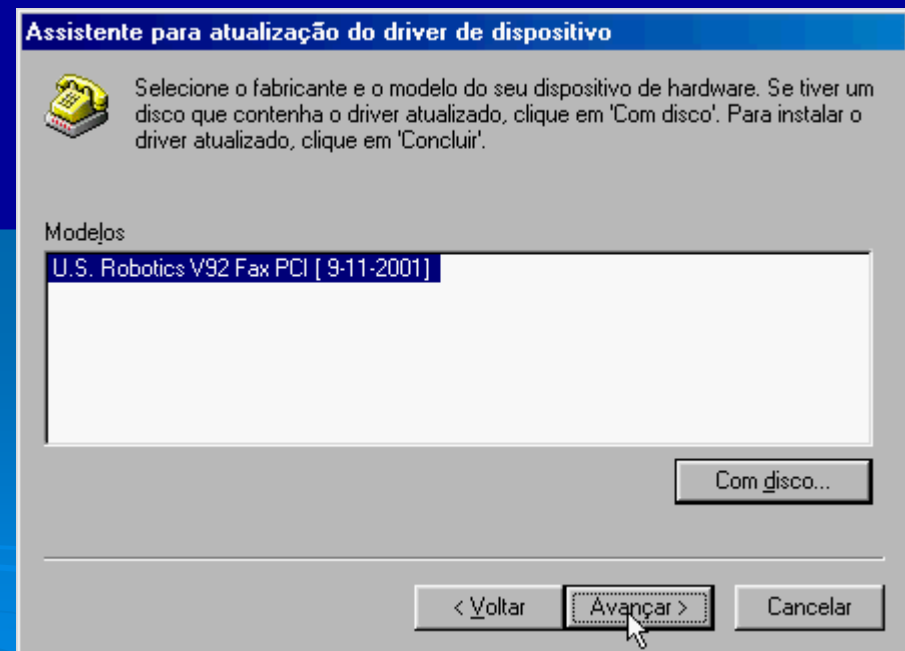 Assistente para atualização do driver de dispositivo
Selecione o fabricante e o modelo do seu dispositivo de hardware. Se tiver um
disco que contenha o driver atualizado, clique em 'Com disco'. Para instalar o
driver atualizado, clique em 'Concluir'.
Modelos
U.S. Robotics V92 Fax PCI [ 9-11-2001]
Com disco...
< Voltar
Avançar >
Cancelar